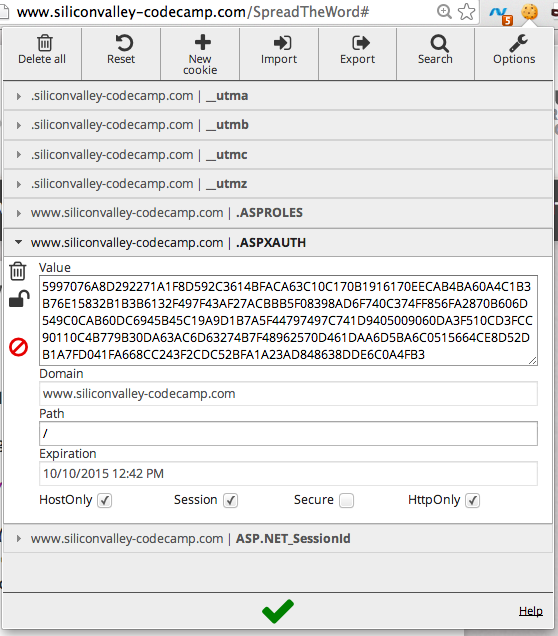 www.siliconvalley-codecamp.com/SpreadTheWord#
5
Delete all
Reset
New cookie
Import
Export
Search
Options
.siliconvalley-codecamp.com | __utma
.siliconvalley-codecamp.com | __utmb
.siliconvalley-codecamp.com | __utmc
.siliconvalley-codecamp.com | __utmz
www.siliconvalley-codecamp.com | .ASPROLES
www.siliconvalley-codecamp.com | .ASPXAUTH
Value
5997076A8D292271A1F8D592C3614BFACA63C10C170B1916170EECAB4BA60A4C1B3
B76E15832B1B3B6132F497F43AF27ACBBB5F08398AD6F740C374FF856FA2870B606D
549C0CAB60DC6945B45C19A9D1B7A5F44797497C741D9405009060DA3F510CD3FCC
90110C4B779B30DA63AC6D63274B7F48962570D461DAA6D5BA6C0515664CE8D52D
B1A7FD041FA668CC243F2CDC52BFA1A23AD848638DDE6C0A4FB3
Domain
www.siliconvalley-codecamp.com
Path
/
Expiration
10/10/2015 12:42 PM
HostOnly Session Secure HttpOnly
www.siliconvalley-codecamp.com | ASP.NET_SessionId
Help